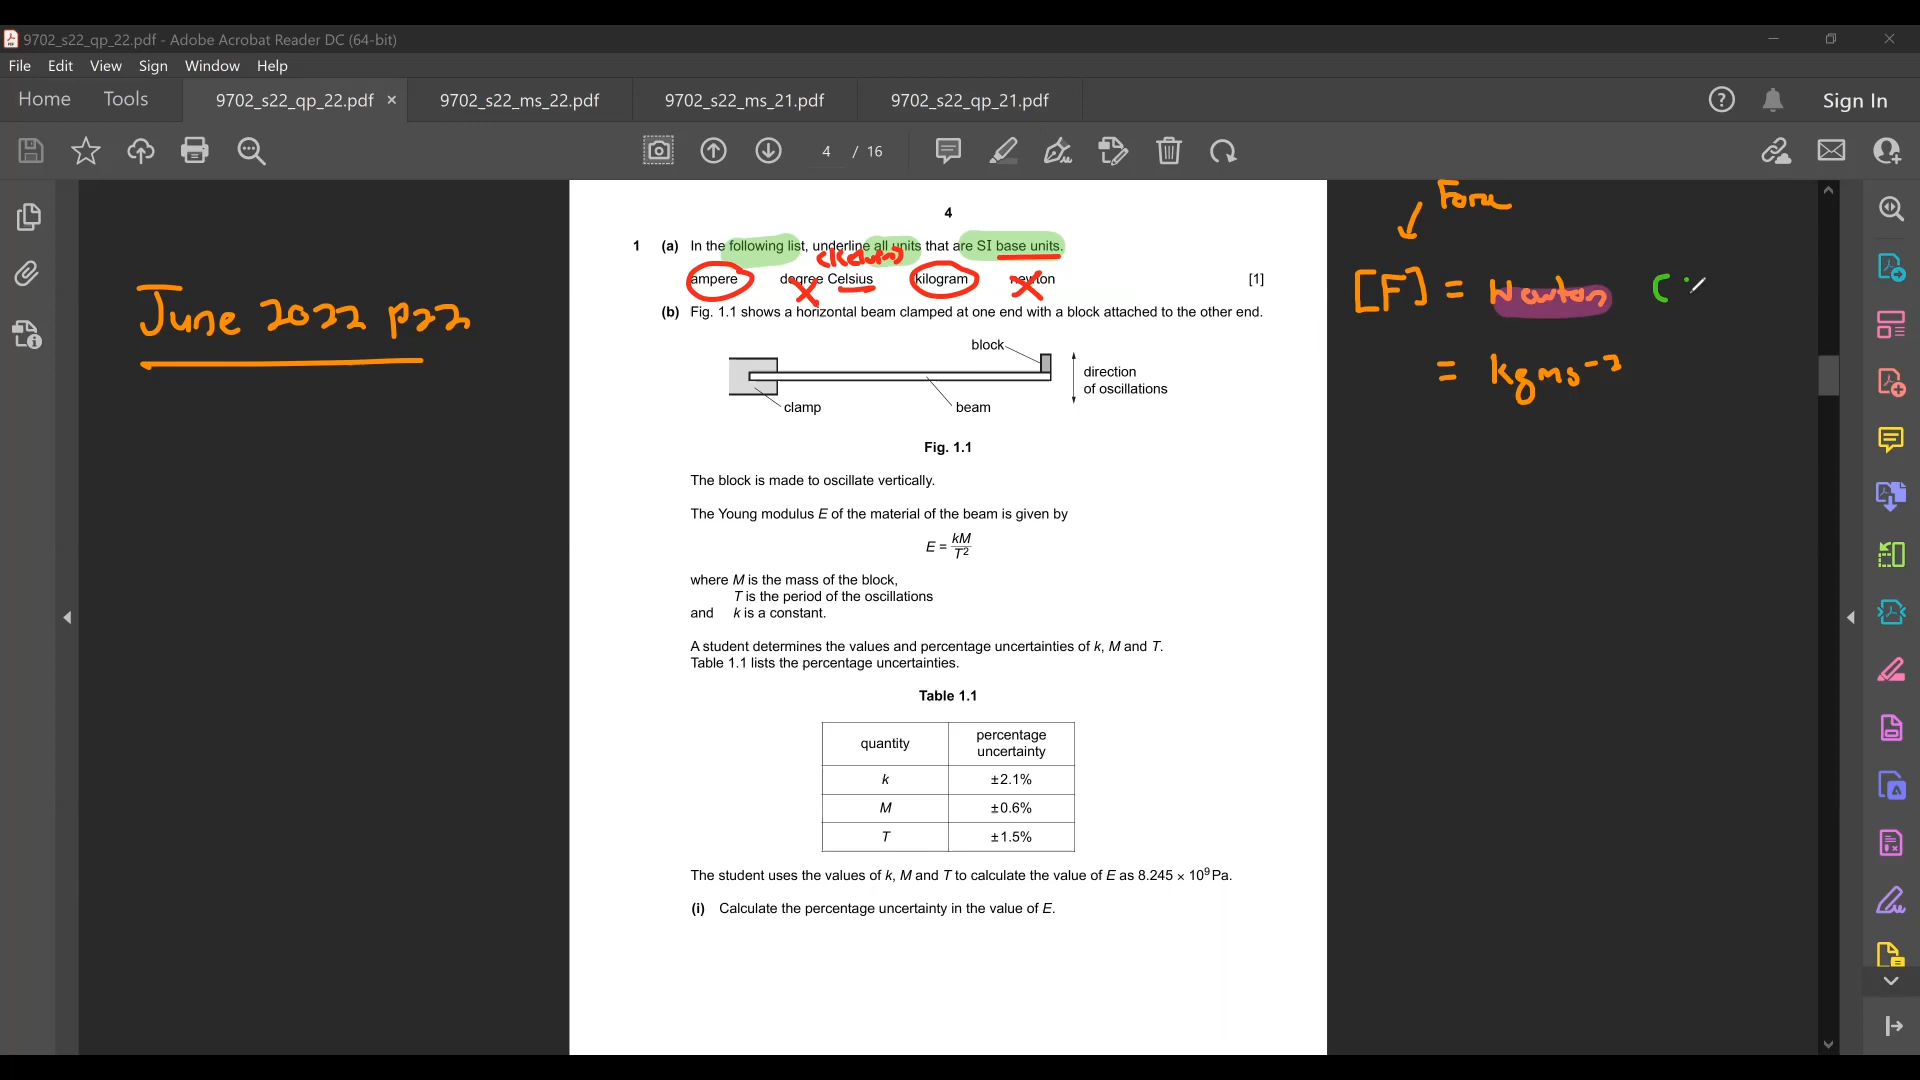 9702_s22_qp_22.pdf - Adobe Acrobat Reader DC (64-bit)
File Edit View Sign Window Help
Home Tools 9702_s22_qp_22.pdf × 9702_s22_ms_22.pdf 9702_s22_ms_21.pdf 9702_s22_qp_21.pdf Sign In
4 / 16
4
1 (a) In the following list, underline all units that are SI base units.
(Kelvin)
ampere degree Celsius kilogram newton [1]
(b) Fig. 1.1 shows a horizontal beam clamped at one end with a block attached to the other end.
block
direction
of oscillations
clamp beam
Fig. 1.1
The block is made to oscillate vertically.
The Young modulus E of the material of the beam is given by
E = kM
T²
where M is the mass of the block,
T is the period of the oscillations
and k is a constant.
A student determines the values and percentage uncertainties of k, M and T.
Table 1.1 lists the percentage uncertainties.
Table 1.1
quantity percentage uncertainty
k ±2.1%
M ±0.6%
T ±1.5%
The student uses the values of k, M and T to calculate the value of E as 8.245 × 10⁹ Pa.
(i) Calculate the percentage uncertainty in the value of E.
June 2022 p22
Force
[F] = Newton (
= kgms⁻²